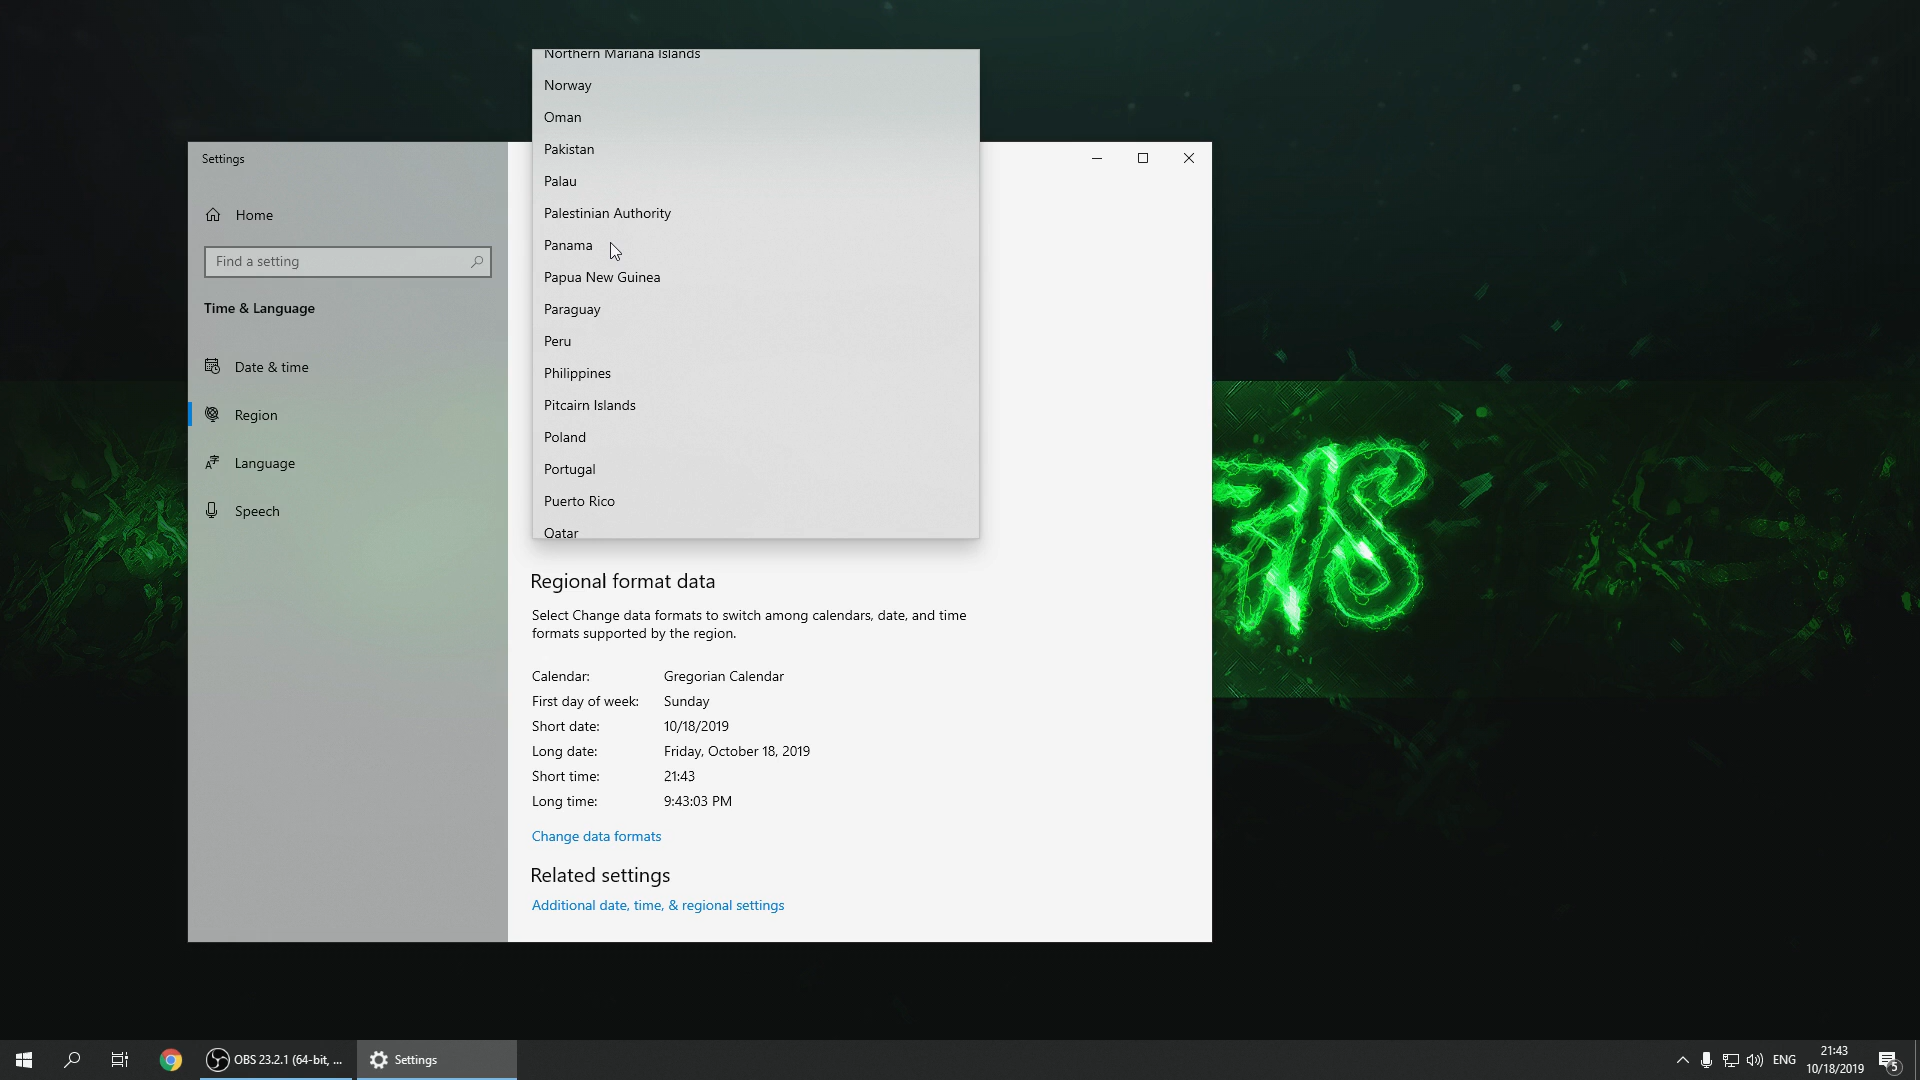 Northern Mariana Islands
Norway
Oman
Pakistan
Palau
Palestinian Authority
Panama
Papua New Guinea
Paraguay
Peru
Philippines
Pitcairn Islands
Poland
Portugal
Puerto Rico
Qatar
Settings
Home
Find a setting
Time & Language
Date & time
Region
Language
Speech
Regional format data
Select Change data formats to switch among calendars, date, and time
formats supported by the region.
Calendar: Gregorian Calendar
First day of week: Sunday
Short date: 10/18/2019
Long date: Friday, October 18, 2019
Short time: 21:43
Long time: 9:43:03 PM
Change data formats
Related settings
Additional date, time, & regional settings
OBS 23.2.1 (64-bit, ...
Settings
ENG
21:43
10/18/2019
5